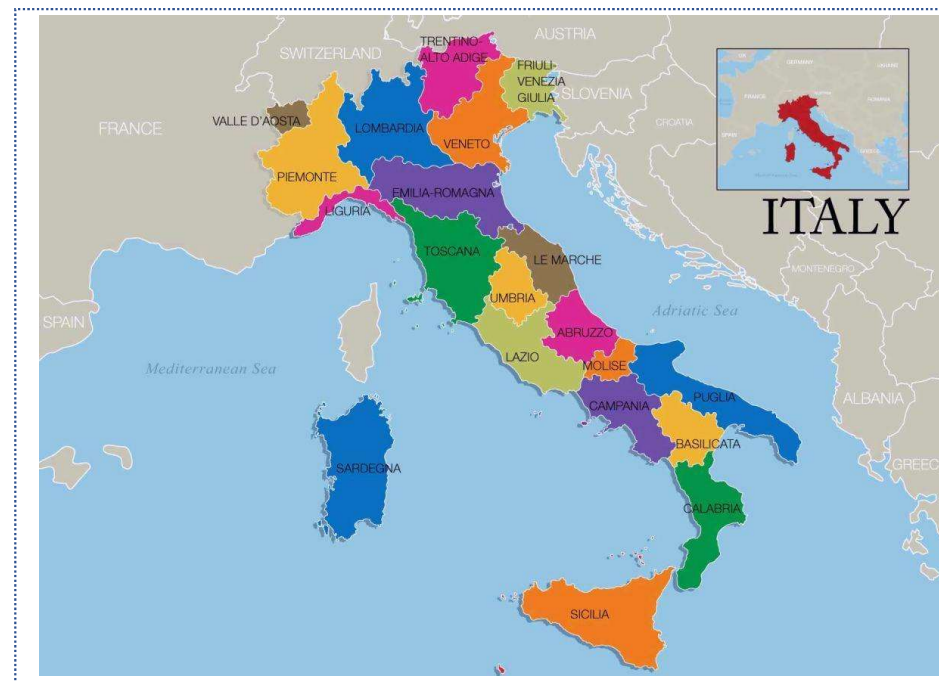 AUSTRIA
TRENTINO-
ALTO ADIGE
SWITZERLAND
FRIULI-
VENEZIA
GIULIA
SLOVENIA
CROATIA
VALLE D'AOSTA
FRANCE
LOMBARDIA
VENETO
PIEMONTE
EMILIA-ROMAGNA
LIGURIA
ITALY
TOSCANA
LE MARCHE
MONTENEGRO
UMBRIA
Adriatic Sea
SPAIN
ABRUZZO
LAZIO
MOLISE
Mediterranean Sea
PUGLIA
ALBANIA
CAMPANIA
BASILICATA
GREEC
SARDEGNA
CALABRIA
SICILIA